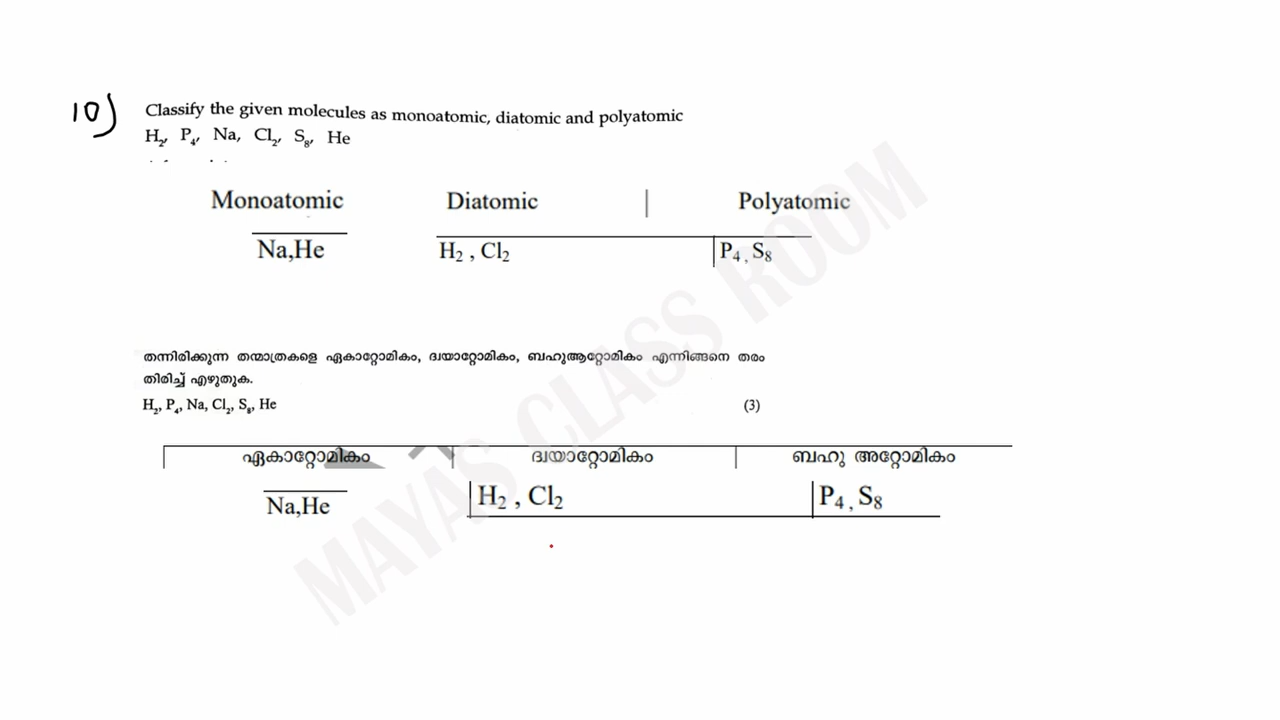 10)
Classify the given molecules as monoatomic, diatomic and polyatomic
H₂, P₄, Na, Cl₂, S₈, He
Monoatomic Diatomic Polyatomic
Na,He H₂ , Cl₂ P₄ , S₈
തന്നിരിക്കുന്ന തന്മാത്രകളെ ഏകാറ്റോമികം, ദ്വയാറ്റോമികം, ബഹുആറ്റോമികം എന്നിങ്ങനെ തരം
തിരിച്ച് എഴുതുക.
H₂, P₄, Na, Cl₂, S₈, He (3)
ഏകാറ്റോമികം ദ്വയാറ്റോമികം ബഹു അറ്റോമികം
Na,He H₂ , Cl₂ P₄ , S₈
MAYAS CLASS ROOM